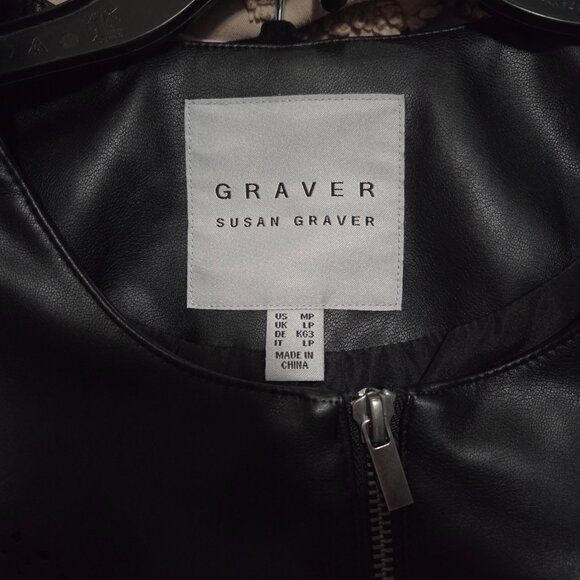 GRAVER
SUSAN GRAVER
US MP
UK LP
DE KG3
IT LP
MADE IN
CHINA